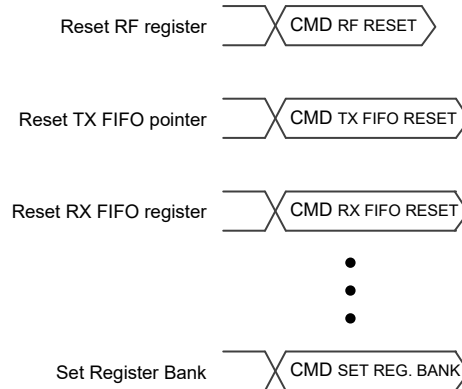 Reset RF register CMD RF RESET
Reset TX FIFO pointer CMD TX FIFO RESET
Reset RX FIFO register CMD RX FIFO RESET
Set Register Bank CMD SET REG. BANK